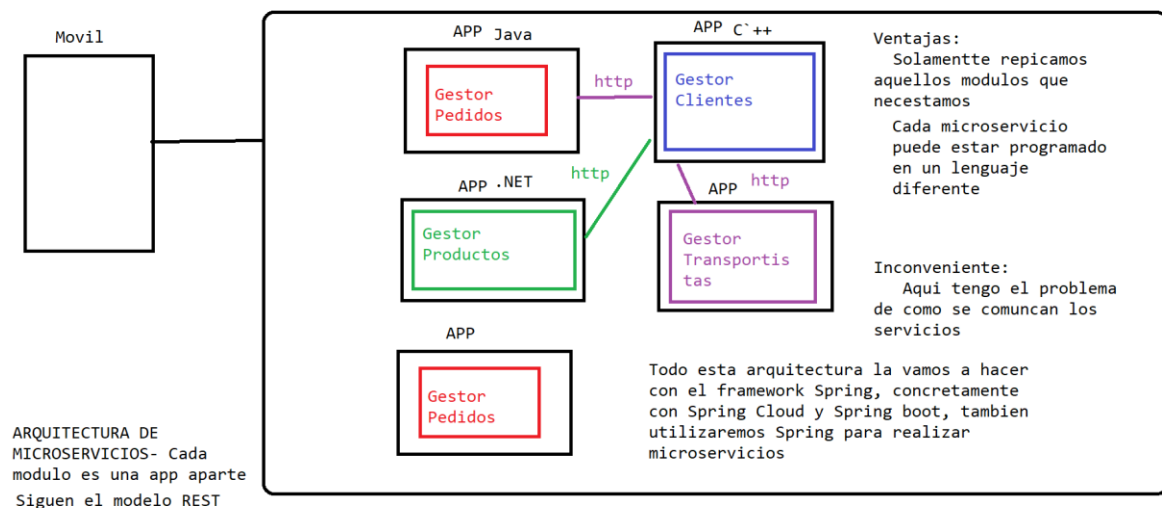 Movil
APP Java
Gestor
Pedidos
http
APP C`++
Gestor
Clientes
APP .NET
http
Gestor
Productos
APP http
Gestor
Transportis
tas
APP
Gestor
Pedidos
Ventajas:
Solamentte repicamos
aquellos modulos que
necestamos
Cada microservicio
puede estar programado
en un lenguaje
diferente
Inconveniente:
Aqui tengo el problema
de como se comuncan los
servicios
Todo esta arquitectura la vamos a hacer
con el framework Spring, concretamente
con Spring Cloud y Spring boot, tambien
utilizaremos Spring para realizar
microservicios
ARQUITECTURA DE
MICROSERVICIOS- Cada
modulo es una app aparte
Siguen el modelo REST